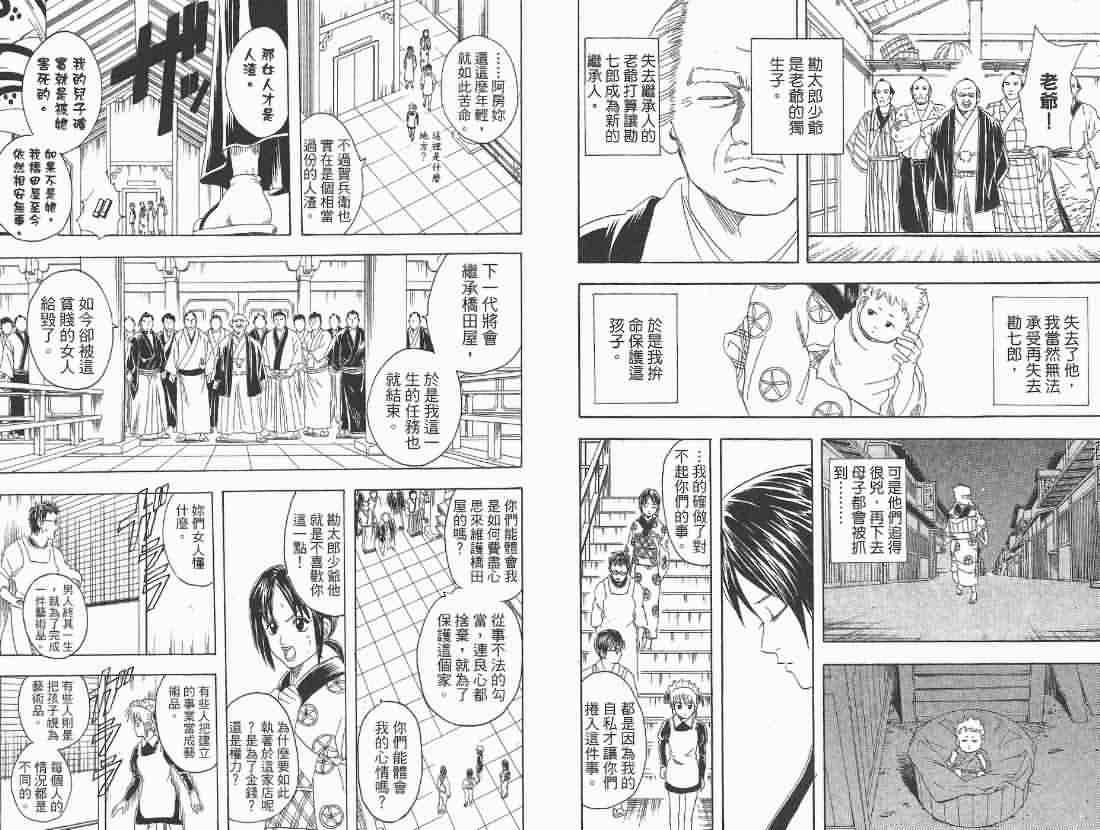 老爺！
勘太郎少爺
是老爺的獨
生子。
失去繼承人的
老爺打算讓勘
七郎成為新的
繼承人。
失去了他，
我當然無法
承受再失去
勘七郎，
於是我拚
命保護這
孩子。
可是他們追得
很兇，再下去
母子都會被抓
到……
…我的確做了對
不起你們的事。
都是因為我的
自私才讓你們
捲入這件事。
……阿房妳
還這麼年輕，
就如此苦命。
這裡是什麼
地方？
不過賀兵衛也
實在是個相當
過份的人渣。
那女人才是
人渣。
我的兒子確
實就是被她
害死的。
如果不是她，
我橋田屋至今
依然相安無事。
下一代將會
繼承橋田屋，
於是我這一
生的任務也
就結束。
如今卻被這
貧賤的女人
給毀了。
你們能體會我
是如何費盡心
思來維護橋田
屋的嗎？
從事不法的勾
當，連良心都
捨棄，就為了
保護這個家。
你們能體會
我的心情嗎？
勘太郎少爺他
就是不喜歡你
這一點！
為什麼要如此
執著於這家店呢
？是為了金錢？
還是權力？
妳們女人懂
什麼。
男人終其一生
，就為了完成
一件藝術品。
有些人把建立
的事業當成藝
術品。
有些人則是
把孩子視為
藝術品。
每個人的
情況都是
不同的。